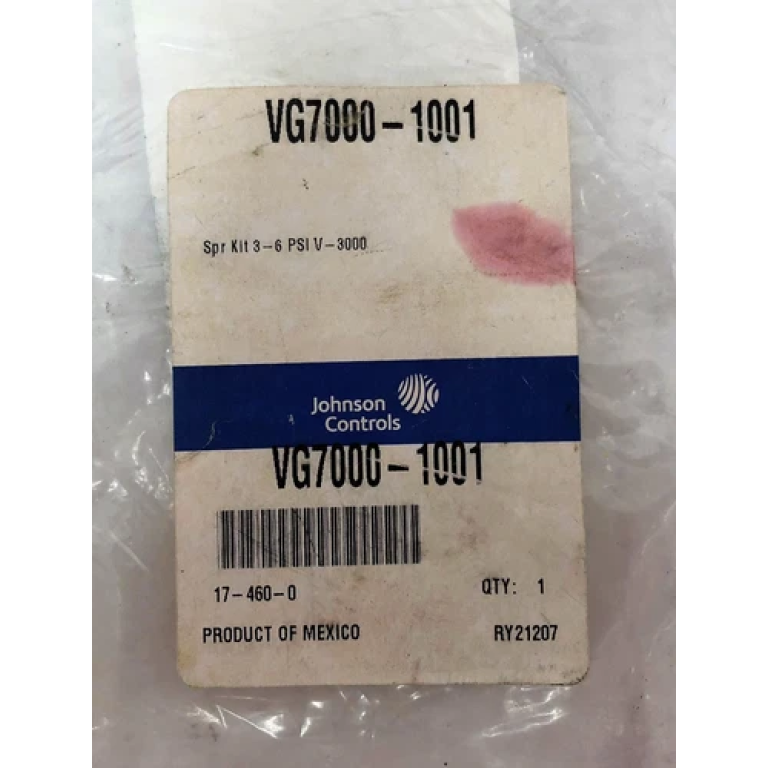 VG7000-1001
Spr Kit 3-6 PSI V-3000
Johnson
Controls
VG7000-1001
17-460-0
QTY: 1
PRODUCT OF MEXICO
RY21207